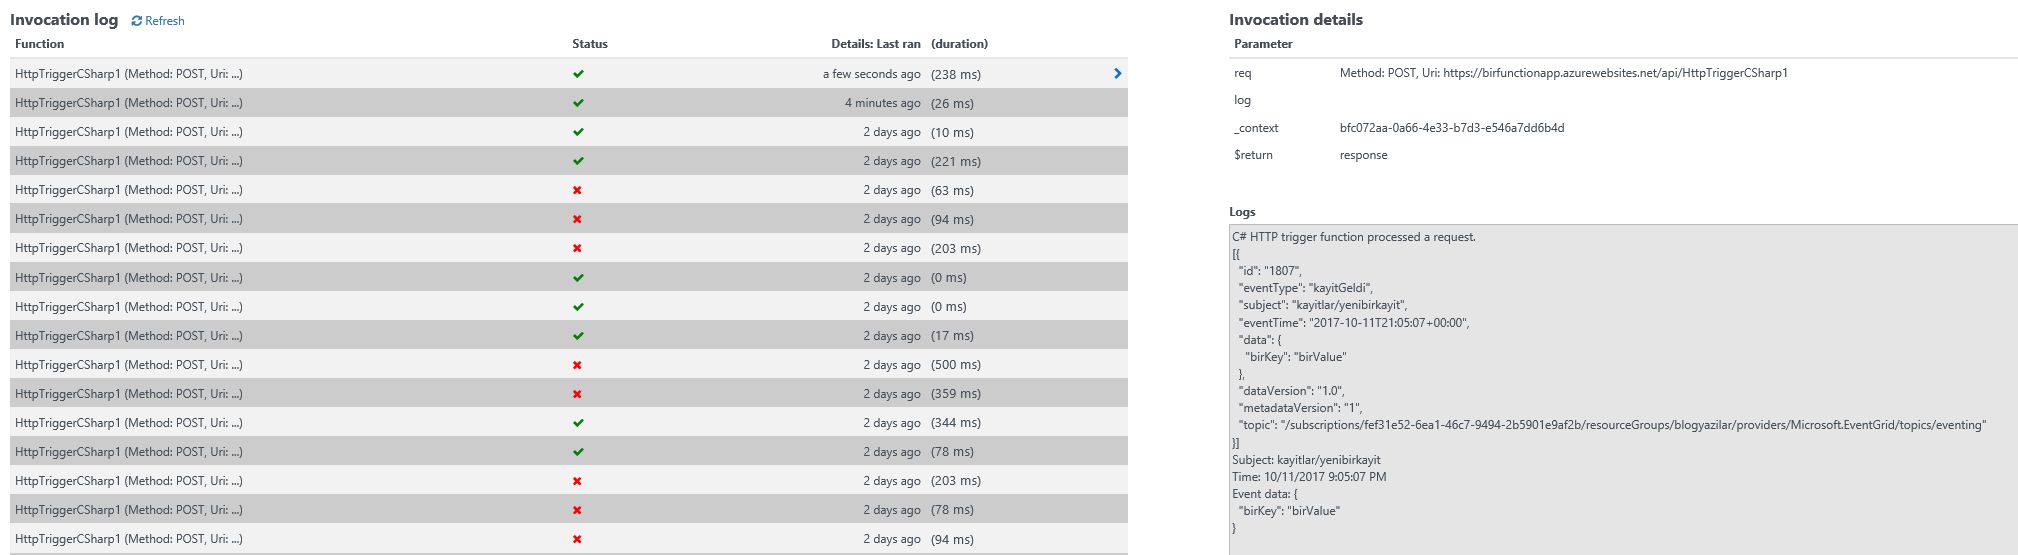 Invocation log Refresh
Function Status Details: Last ran (duration)
HttpTriggerCSharp1 (Method: POST, Uri: ...) a few seconds ago (238 ms)
HttpTriggerCSharp1 (Method: POST, Uri: ...) 4 minutes ago (26 ms)
HttpTriggerCSharp1 (Method: POST, Uri: ...) 2 days ago (10 ms)
HttpTriggerCSharp1 (Method: POST, Uri: ...) 2 days ago (221 ms)
HttpTriggerCSharp1 (Method: POST, Uri: ...) 2 days ago (63 ms)
HttpTriggerCSharp1 (Method: POST, Uri: ...) 2 days ago (94 ms)
HttpTriggerCSharp1 (Method: POST, Uri: ...) 2 days ago (203 ms)
HttpTriggerCSharp1 (Method: POST, Uri: ...) 2 days ago (0 ms)
HttpTriggerCSharp1 (Method: POST, Uri: ...) 2 days ago (0 ms)
HttpTriggerCSharp1 (Method: POST, Uri: ...) 2 days ago (17 ms)
HttpTriggerCSharp1 (Method: POST, Uri: ...) 2 days ago (500 ms)
HttpTriggerCSharp1 (Method: POST, Uri: ...) 2 days ago (359 ms)
HttpTriggerCSharp1 (Method: POST, Uri: ...) 2 days ago (344 ms)
HttpTriggerCSharp1 (Method: POST, Uri: ...) 2 days ago (78 ms)
HttpTriggerCSharp1 (Method: POST, Uri: ...) 2 days ago (203 ms)
HttpTriggerCSharp1 (Method: POST, Uri: ...) 2 days ago (78 ms)
HttpTriggerCSharp1 (Method: POST, Uri: ...) 2 days ago (94 ms)
Invocation details
Parameter
req Method: POST, Uri: https://birfunctionapp.azurewebsites.net/api/HttpTriggerCSharp1
log
_context bfc072aa-0a66-4e33-b7d3-e546a7dd6b4d
$return response
Logs
C# HTTP trigger function processed a request.
[{
"id": "1807",
"eventType": "kayitGeldi",
"subject": "kayitlar/yenibirkayit",
"eventTime": "2017-10-11T21:05:07+00:00",
"data": {
"birKey": "birValue"
},
"dataVersion": "1.0",
"metadataVersion": "1",
"topic": "/subscriptions/fef31e52-6ea1-46c7-9494-2b5901e9af2b/resourceGroups/blogyazilar/providers/Microsoft.EventGrid/topics/eventing"
}]
Subject: kayitlar/yenibirkayit
Time: 10/11/2017 9:05:07 PM
Event data: {
"birKey": "birValue"
}